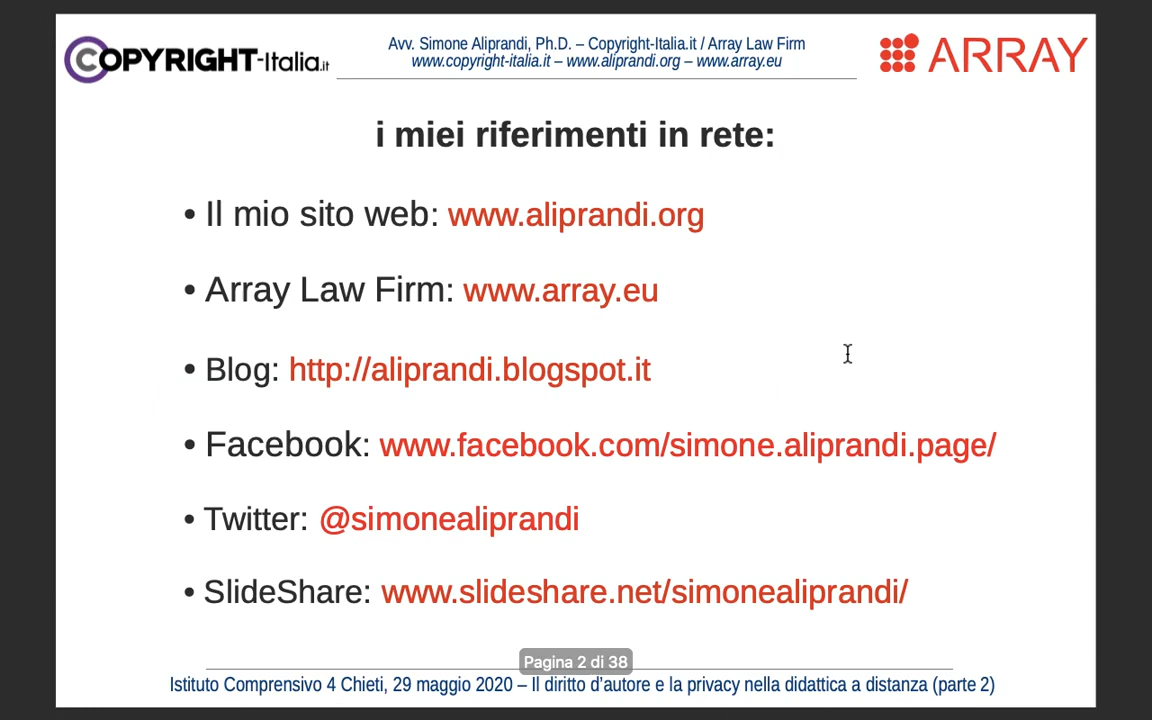 COPYRIGHT-Italia.it
Avv. Simone Aliprandi, Ph.D. – Copyright-Italia.it / Array Law Firm
www.copyright-italia.it – www.aliprandi.org – www.array.eu
ARRAY
i miei riferimenti in rete:
• Il mio sito web: www.aliprandi.org
• Array Law Firm: www.array.eu
• Blog: http://aliprandi.blogspot.it
• Facebook: www.facebook.com/simone.aliprandi.page/
• Twitter: @simonealiprandi
• SlideShare: www.slideshare.net/simonealiprandi/
Pagina 2 di 38
Istituto Comprensivo 4 Chieti, 29 maggio 2020 – Il diritto d’autore e la privacy nella didattica a distanza (parte 2)